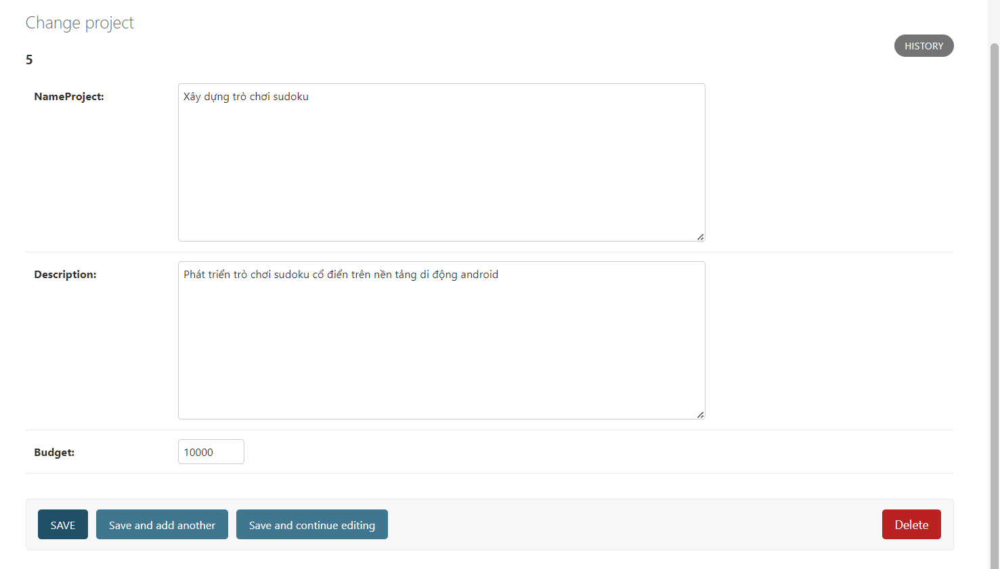 Change project
HISTORY
5
NameProject:
Xây dựng trò chơi sudoku
Description:
Phát triển trò chơi sudoku cổ điển trên nền tảng di động android
Budget:
10000
SAVE
Save and add another
Save and continue editing
Delete